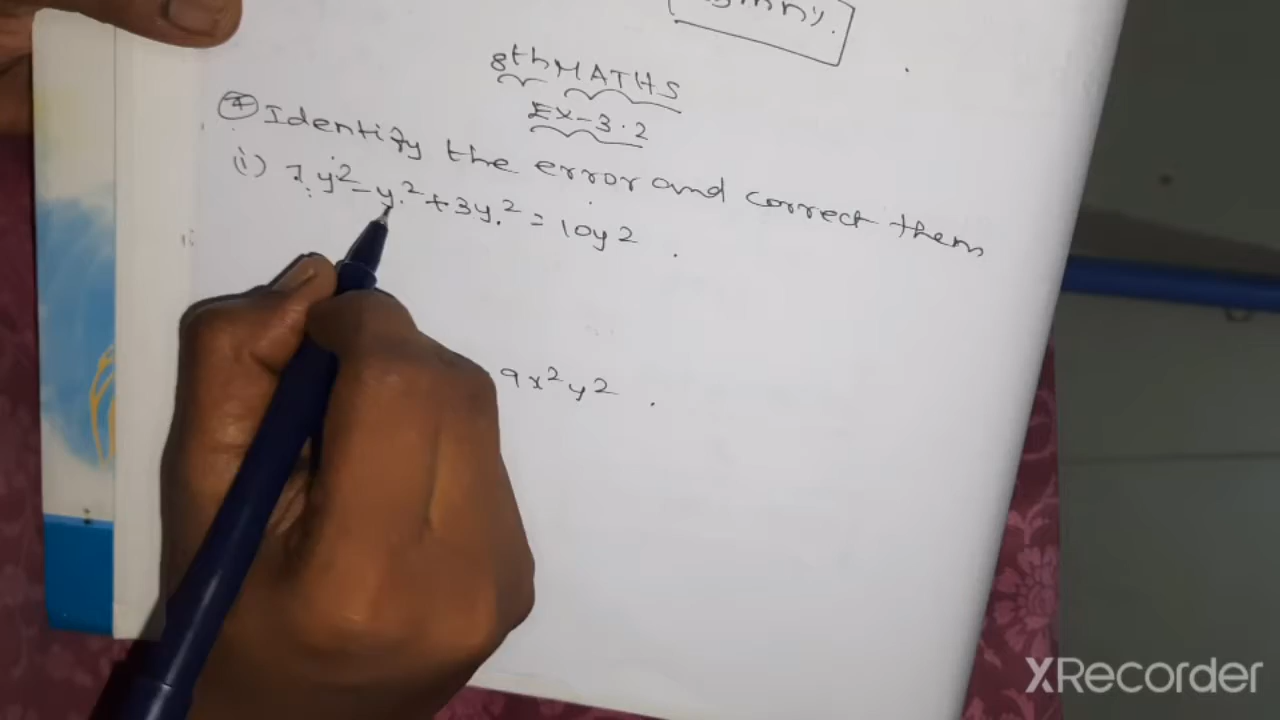 8th MATHS
EX-3.2
④ Identify the error and correct them
(i) 7y² - y² + 3y² = 10y²
9x²y²
XRecorder